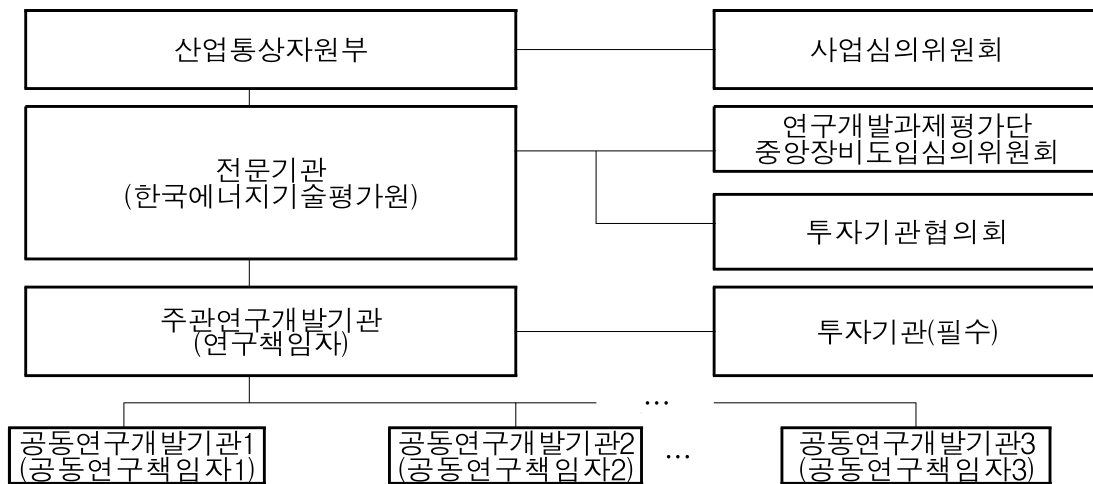 산업통상자원부
사업심의위원회
전문기관
(한국에너지기술평가원)
연구개발과제평가단
중앙장비도입심의위원회
투자기관협의회
주관연구개발기관
(연구책임자)
투자기관(필수)
…
공동연구개발기관1
(공동연구책임자1)
공동연구개발기관2
(공동연구책임자2)
…
공동연구개발기관3
(공동연구책임자3)